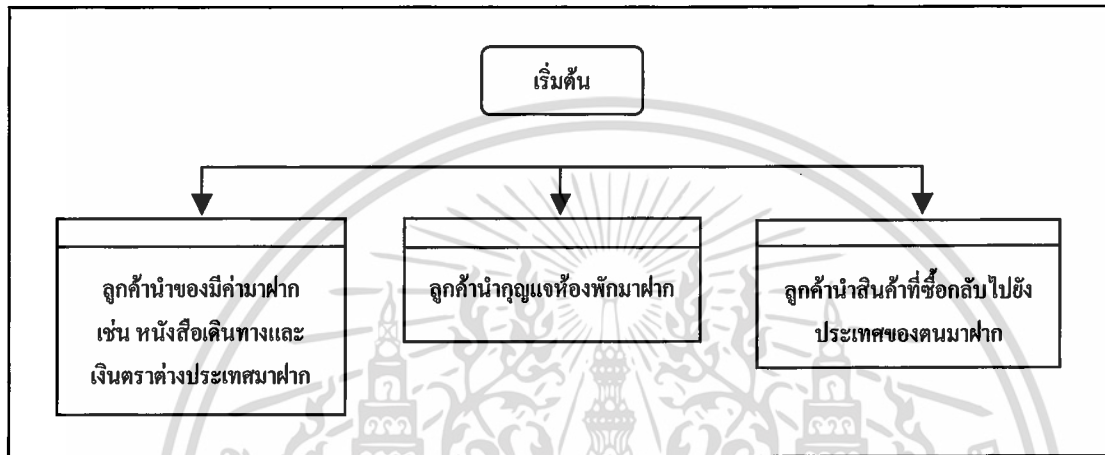 เริ่มต้น
ลูกค้านำของมีค่ามาฝาก
เช่น หนังสือเดินทางและ
เงินตราต่างประเทศมาฝาก
ลูกค้านำกุญแจห้องพักมาฝาก
ลูกค้านำสินค้าที่ซื้อกลับไปยัง
ประเทศของตนมาฝาก